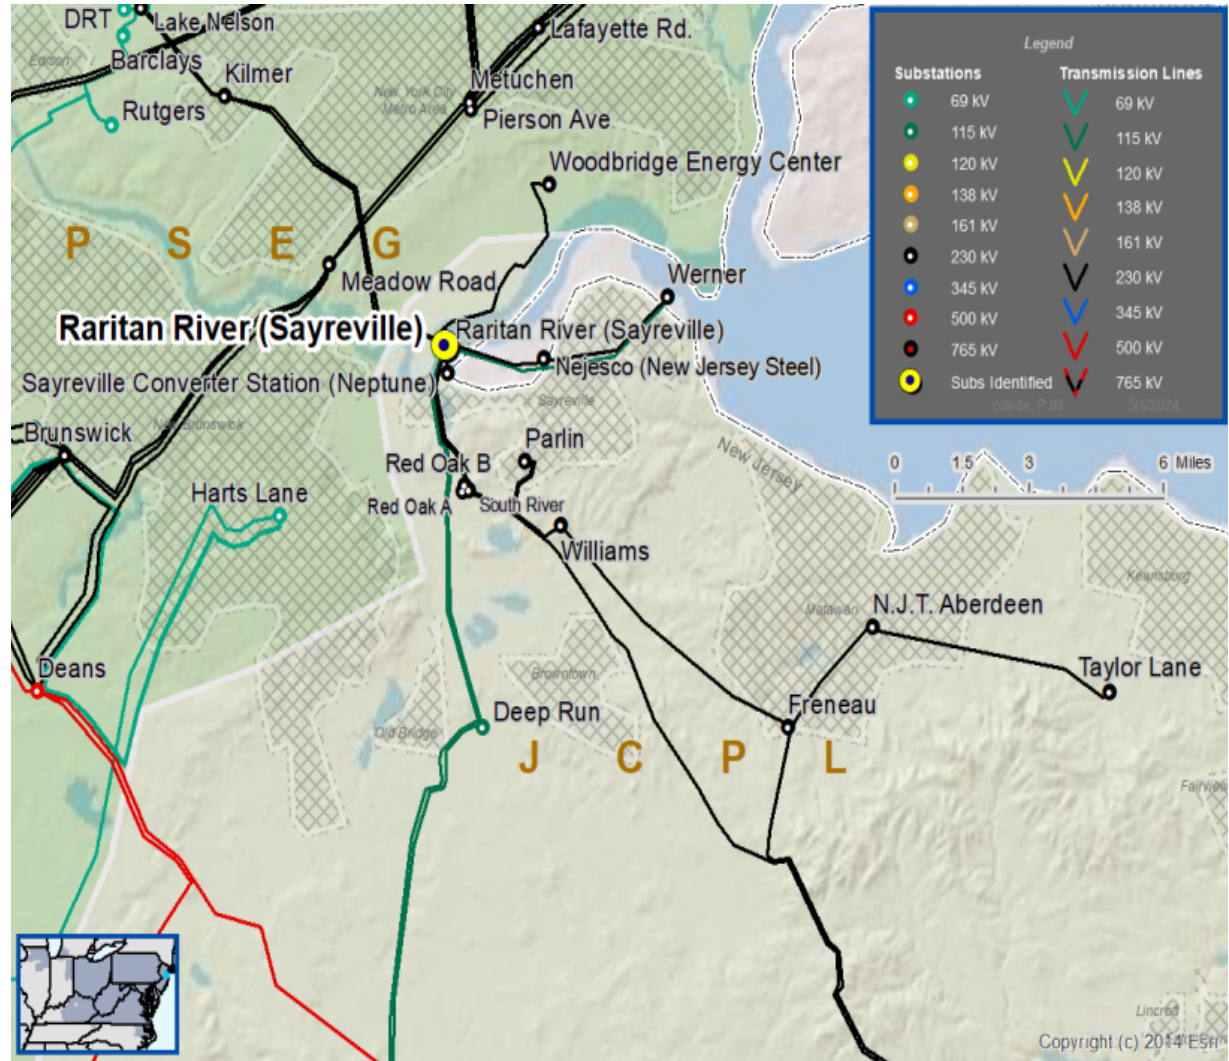 DRT
Lake Nelson
Lafayette Rd.
Edison
Barclays
Kilmer
Metuchen
New York City
Metro Area
Rutgers
Pierson Ave
Woodbridge Energy Center
P S E G
Meadow Road
Werner
Raritan River (Sayreville)
Raritan River (Sayreville)
Nejesco (New Jersey Steel)
Sayreville Converter Station (Neptune)
Sayreville
Brunswick
New Brunswick
Parlin
New Jersey
Red Oak B
Harts Lane
Red Oak A
South River
Williams
Keansburg
N.J.T. Aberdeen
Matawan
Deans
Browntown
Taylor Lane
Deep Run
Freneau
Old Bridge
J C P L
Fairview
Lincroft
Legend
Substations Transmission Lines
69 kV 69 kV
115 kV 115 kV
120 kV 120 kV
138 kV 138 kV
161 kV 161 kV
230 kV 230 kV
345 kV 345 kV
500 kV 500 kV
765 kV 765 kV
Subs Identified
colode, PJM 5/6/2024
0 1.5 3 6 Miles
Copyright:(c) 2014 Esri